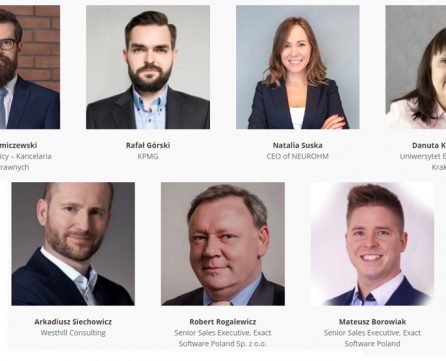 miczewski
Rafał Górski
Natalia Suska
Danuta K
cy – Kancelaria
KPMG
CEO of NEUROHM
Uniwersytet E
rawnych
Krak
Arkadiusz Siechowicz
Robert Rogalewicz
Mateusz Borowiak
Westhill Consulting
Senior Sales Executive, Exact
Senior Sales Executive, Exact
Software Poland Sp. z o.o.
Software Poland